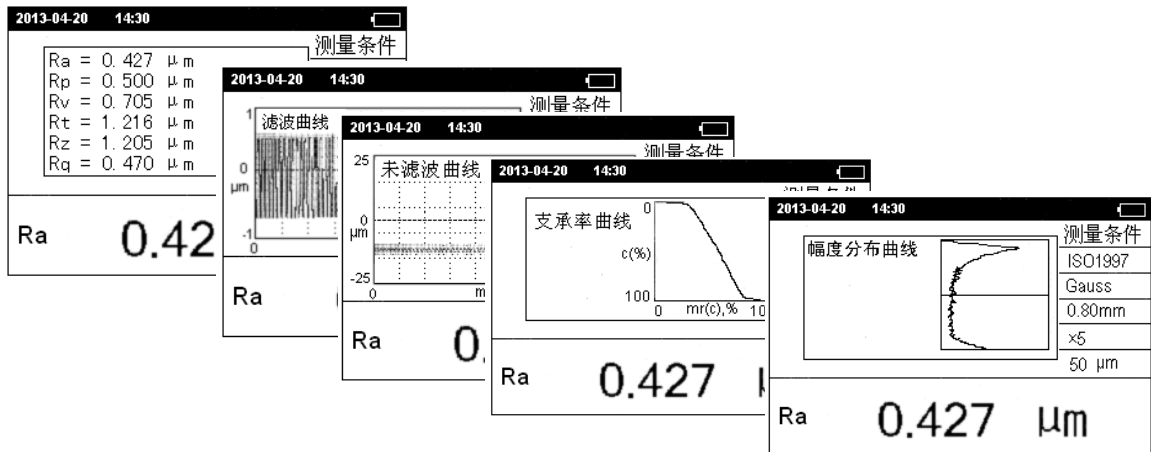 2013-04-20 14:30
测量条件
Ra = 0.427 μm
Rp = 0.500 μm
Rv = 0.705 μm
Rt = 1.216 μm
Rz = 1.205 μm
Rq = 0.470 μm
Ra 0.42
2013-04-20 14:30
测量条件
滤波曲线
1
0
μm
-1
0
Ra
2013-04-20 14:30
测量条件
未滤波曲线
25
0
μm
-25
0 m
Ra 0.
2013-04-20 14:30
支承率曲线
0
c(%)
100
0 mr(c),% 10
Ra 0.427
2013-04-20 14:30
测量条件
幅度分布曲线
ISO1997
Gauss
0.80mm
×5
50 μm
Ra 0.427 μm